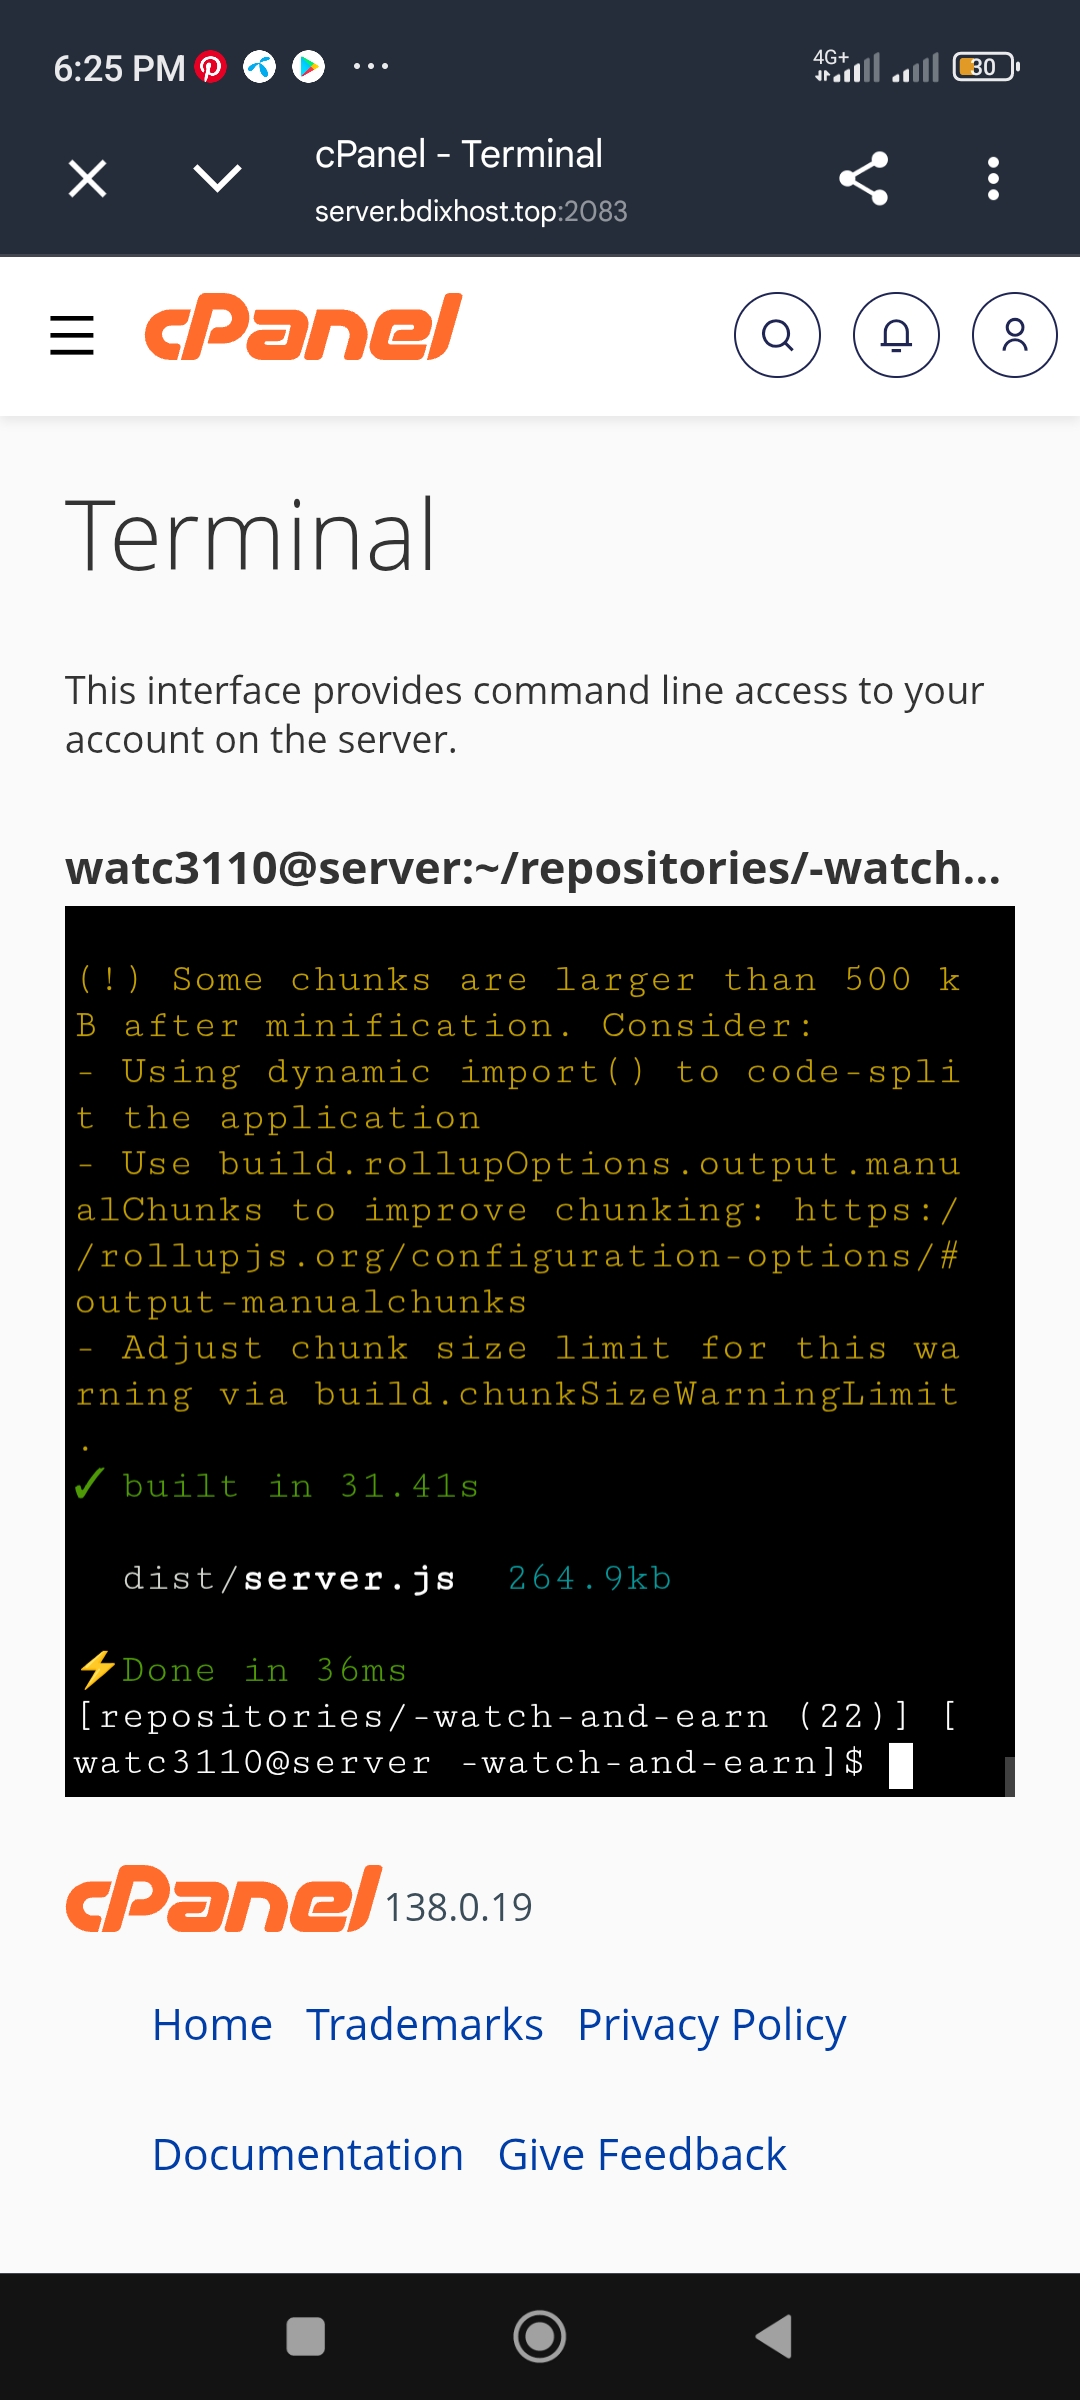 6:25 PM
4G+
30
cPanel - Terminal
server.bdixhost.top:2083
cPanel
Terminal
This interface provides command line access to your
account on the server.
watc3110@server:~/repositories/-watch...
(!) Some chunks are larger than 500 k
B after minification. Consider:
- Using dynamic import() to code-spli
t the application
- Use build.rollupOptions.output.manu
alChunks to improve chunking: https:/
/rollupjs.org/configuration-options/#
output-manualchunks
- Adjust chunk size limit for this wa
rning via build.chunkSizeWarningLimit
.
✓ built in 31.41s
dist/server.js 264.9kb
⚡Done in 36ms
[repositories/-watch-and-earn (22)] [
watc3110@server -watch-and-earn]$
cPanel 138.0.19
Home Trademarks Privacy Policy
Documentation Give Feedback